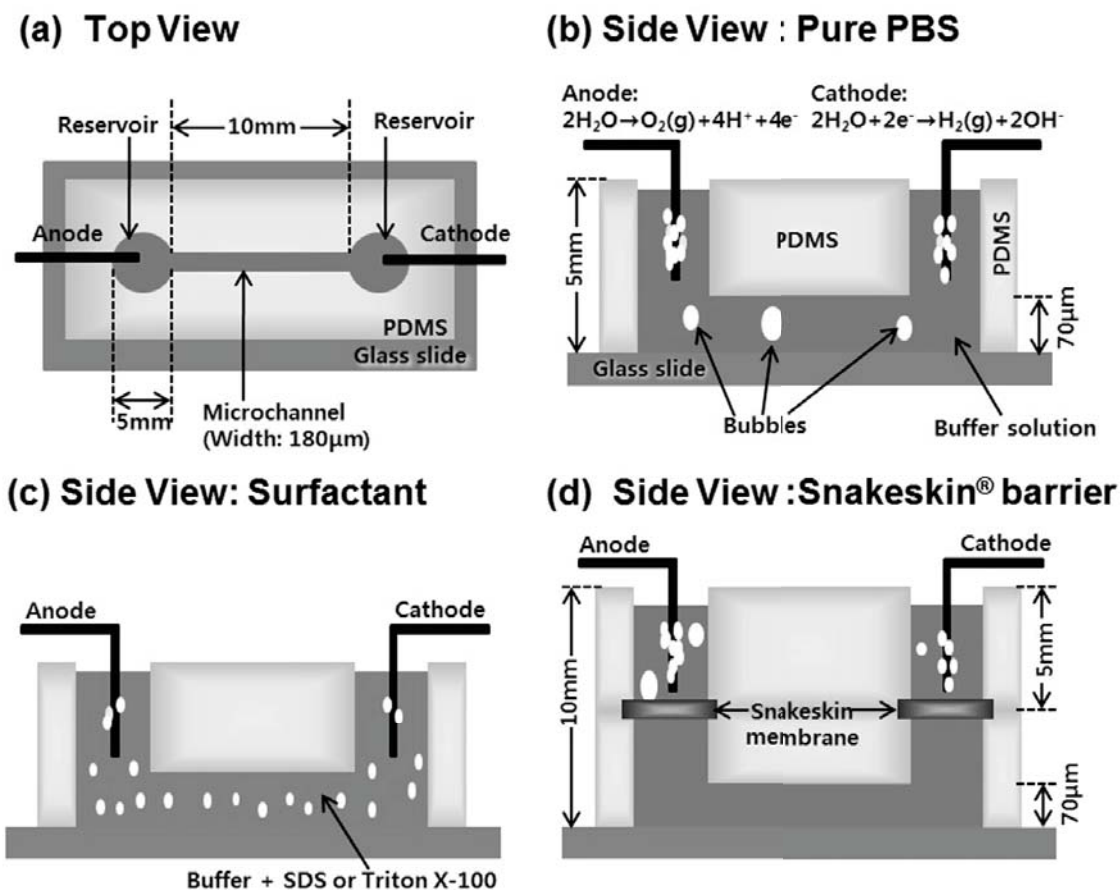 (a) Top View
Reservoir
10mm
Reservoir
Anode
Cathode
PDMS
Glass slide
5mm
Microchannel
(Width: 180μm)
(b) Side View : Pure PBS
Anode:
2H₂O→O₂(g)+4H⁺+4e⁻
Cathode:
2H₂O+2e⁻→H₂(g)+2OH⁻
5mm
PDMS
PDMS
70μm
Glass slide
Bubbles
Buffer solution
(c) Side View: Surfactant
Anode
Cathode
Buffer + SDS or Triton X-100
(d) Side View :Snakeskin® barrier
Anode
Cathode
10mm
5mm
Snakeskin
membrane
70μm